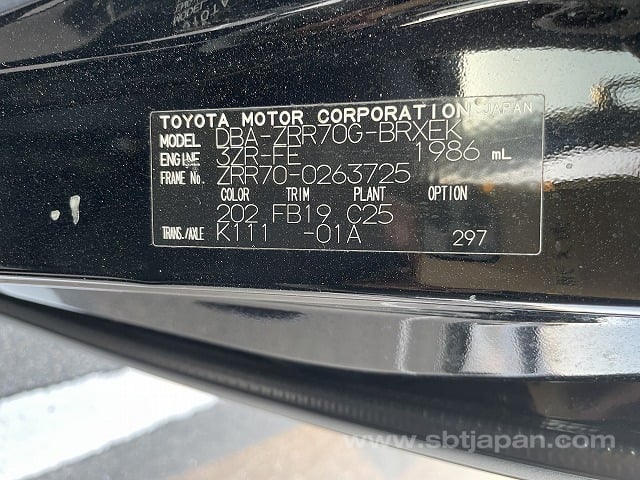 TOYOTA MOTOR CORPORATION JAPAN
MODEL DBA-ZRR70G-BRXEK
ENGINE 3ZR-FE 1986 mL
FRAME No. ZRR70-0263725
COLOR TRIM PLANT OPTION
202 FB19 C25
TRANS./AXLE K111 -01A 297
www.sbtjapan.com